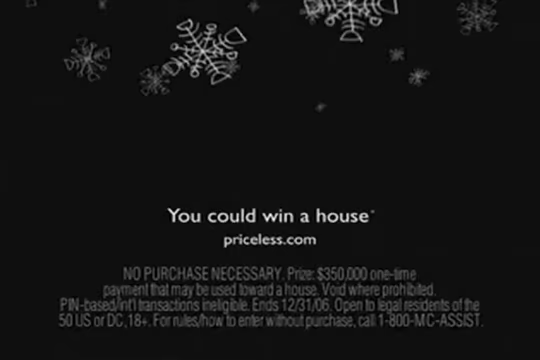 You could win a house*
priceless.com
NO PURCHASE NECESSARY. Prize: $350,000 one-time
payment that may be used toward a house. Void where prohibited.
PIN-based/int'l transactions ineligible. Ends 12/31/06. Open to legal residents of the
50 US or DC, 18+. For rules/how to enter without purchase, call 1-800-MC-ASSIST.